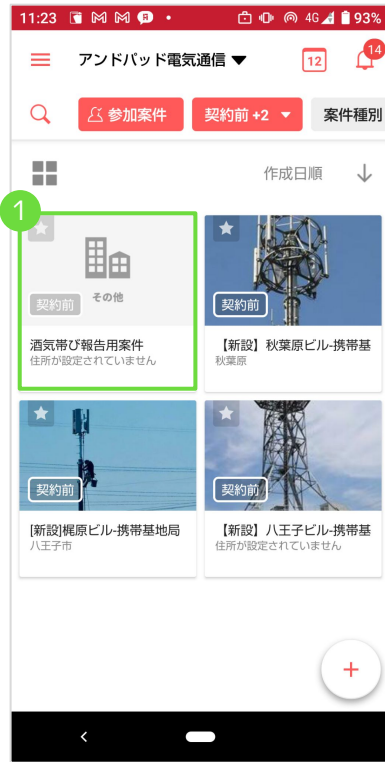 11:23
4G 93%
アンドパッド電気通信 ▼
12
14
参加案件
契約前 +2 ▼
案件種別
作成日順 ↓
1
契約前
その他
酒気帯び報告用案件
住所が設定されていません
契約前
【新設】秋葉原ビル-携帯基
秋葉原
契約前
[新設]梶原ビル-携帯基地局
八王子市
契約前
【新設】八王子ビル-携帯基
住所が設定されていません
+